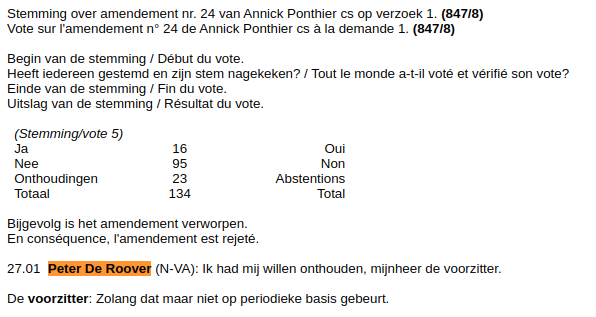 Stemming over amendement nr. 24 van Annick Ponthier cs op verzoek 1. (847/8)
Vote sur l'amendement n° 24 de Annick Ponthier cs à la demande 1. (847/8)
Begin van de stemming / Début du vote.
Heeft iedereen gestemd en zijn stem nagekeken? / Tout le monde a-t-il voté et vérifié son vote?
Einde van de stemming / Fin du vote.
Uitslag van de stemming / Résultat du vote.
(Stemming/vote 5)
Ja 16 Oui
Nee 95 Non
Onthoudingen 23 Abstentions
Totaal 134 Total
Bijgevolg is het amendement verworpen.
En conséquence, l'amendement est rejeté.
27.01 Peter De Roover (N-VA): Ik had mij willen onthouden, mijnheer de voorzitter.
De voorzitter: Zolang dat maar niet op periodieke basis gebeurt.